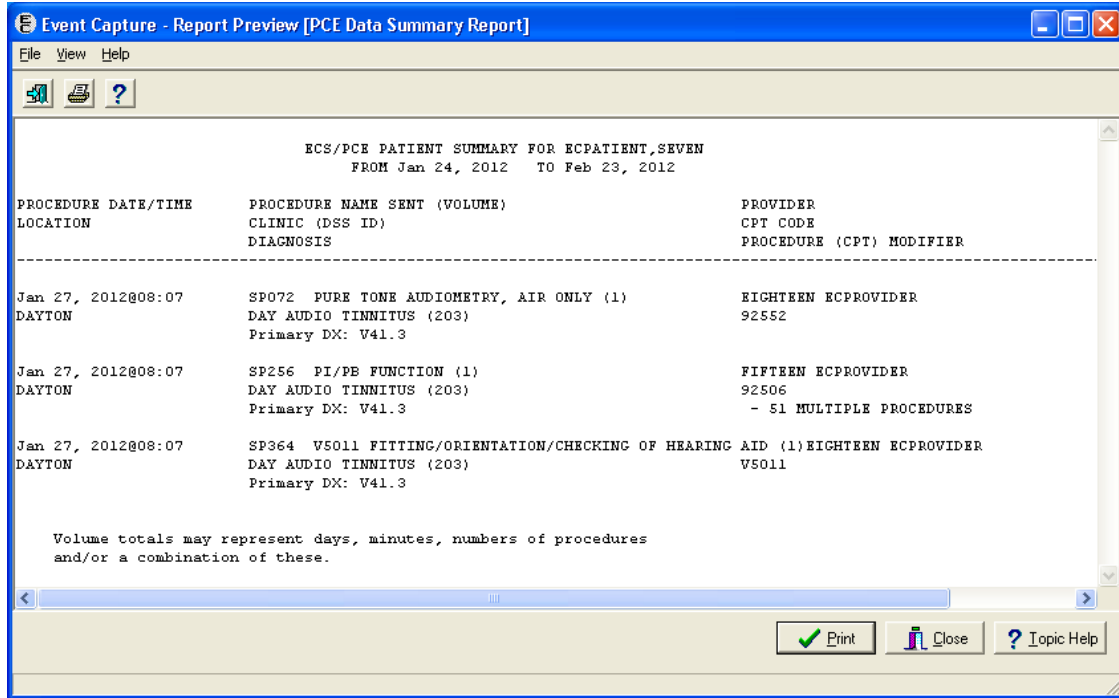 Event Capture - Report Preview [PCE Data Summary Report]
File View Help
ECS/PCE PATIENT SUMMARY FOR ECPATIENT,SEVEN
FROM Jan 24, 2012 TO Feb 23, 2012
PROCEDURE DATE/TIME PROCEDURE NAME SENT (VOLUME) PROVIDER
LOCATION CLINIC (DSS ID) CPT CODE
DIAGNOSIS PROCEDURE (CPT) MODIFIER
Jan 27, 2012@08:07 SP072 PURE TONE AUDIOMETRY, AIR ONLY (1) EIGHTEEN ECPROVIDER
DAYTON DAY AUDIO TINNITUS (203) 92552
Primary DX: V41.3
Jan 27, 2012@08:07 SP256 PI/PB FUNCTION (1) FIFTEEN ECPROVIDER
DAYTON DAY AUDIO TINNITUS (203) 92506
Primary DX: V41.3 - 51 MULTIPLE PROCEDURES
Jan 27, 2012@08:07 SP364 V5011 FITTING/ORIENTATION/CHECKING OF HEARING AID (1)EIGHTEEN ECPROVIDER
DAYTON DAY AUDIO TINNITUS (203) V5011
Primary DX: V41.3
Volume totals may represent days, minutes, numbers of procedures
and/or a combination of these.
Print Close ? Topic Help